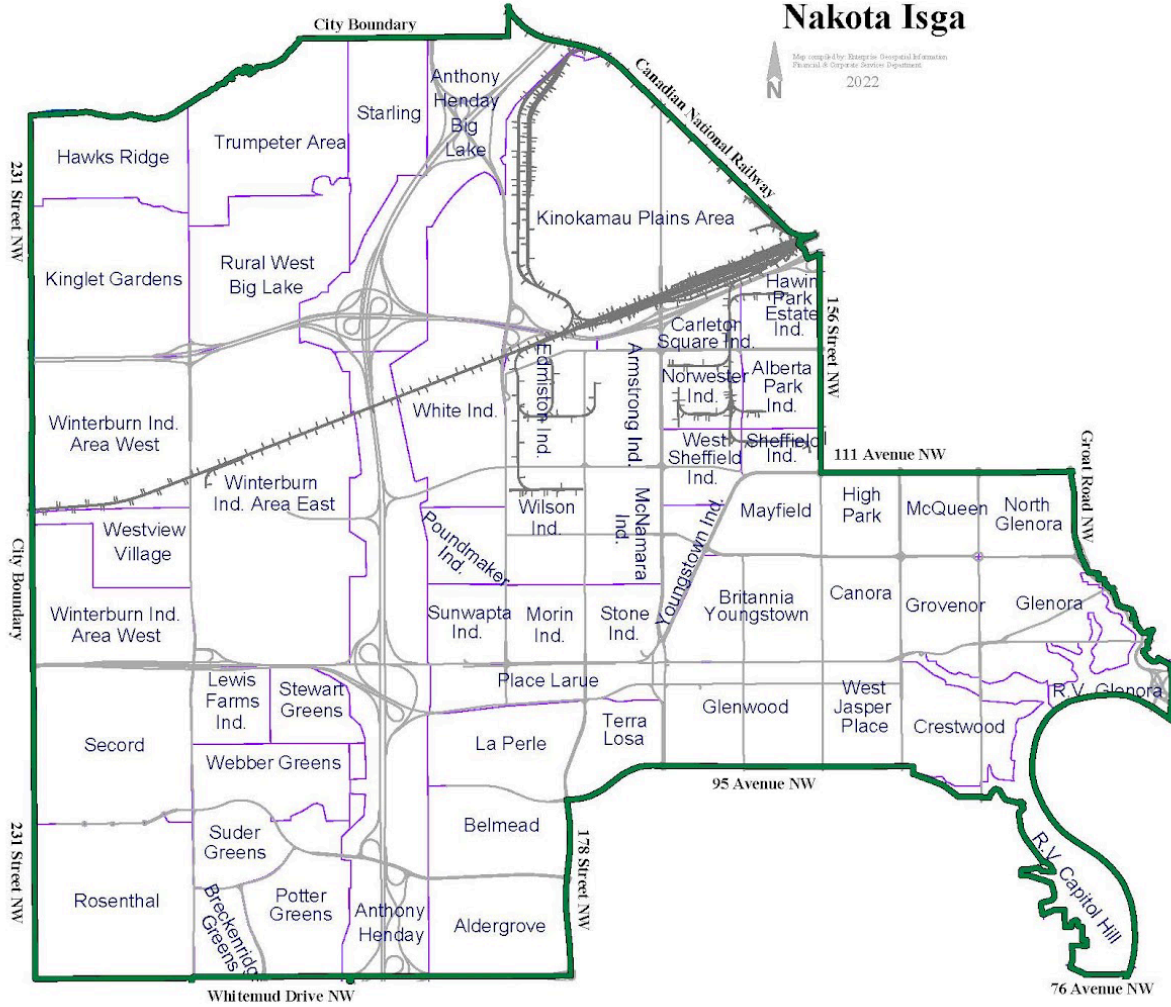 Nakota Isga
City Boundary
Map compiled by: Enterprise Geospatial Information
Financial & Corporate Services Department
2022
N
Canadian National Railway
Anthony
Henday
Big
Lake
Starling
Trumpeter Area
Hawks Ridge
231 Street NW
Kinokamau Plains Area
Kinglet Gardens
Rural West
Big Lake
Hawin
Park
Estate
Ind.
156 Street NW
Carleton
Square Ind.
Edmiston Ind.
Armstrong Ind.
Norwester
Ind.
Alberta
Park
Ind.
White Ind.
Winterburn Ind.
Area West
West
Sheffield
Ind.
Sheffield
Ind.
111 Avenue NW
Groat Road NW
Winterburn
Ind. Area East
Wilson
Ind.
McNamara
Ind.
Mayfield
High
Park
McQueen
North
Glenora
Westview
Village
Poundmaker
Ind.
Youngstown Ind.
City Boundary
Winterburn Ind.
Area West
Sunwapta
Ind.
Morin
Ind.
Stone
Ind.
Britannia
Youngstown
Canora
Grovenor
Glenora
Lewis
Farms
Ind.
Stewart
Greens
Place Larue
Glenwood
West
Jasper
Place
Crestwood
R.V. Glenora
Secord
La Perle
Terra
Losa
Webber Greens
95 Avenue NW
231 Street NW
Suder
Greens
Belmead
178 Street NW
R.V. Capitol Hill
Rosenthal
Breckenridg
Greens
Potter
Greens
Anthony
Henday
Aldergrove
Whitemud Drive NW
76 Avenue NW